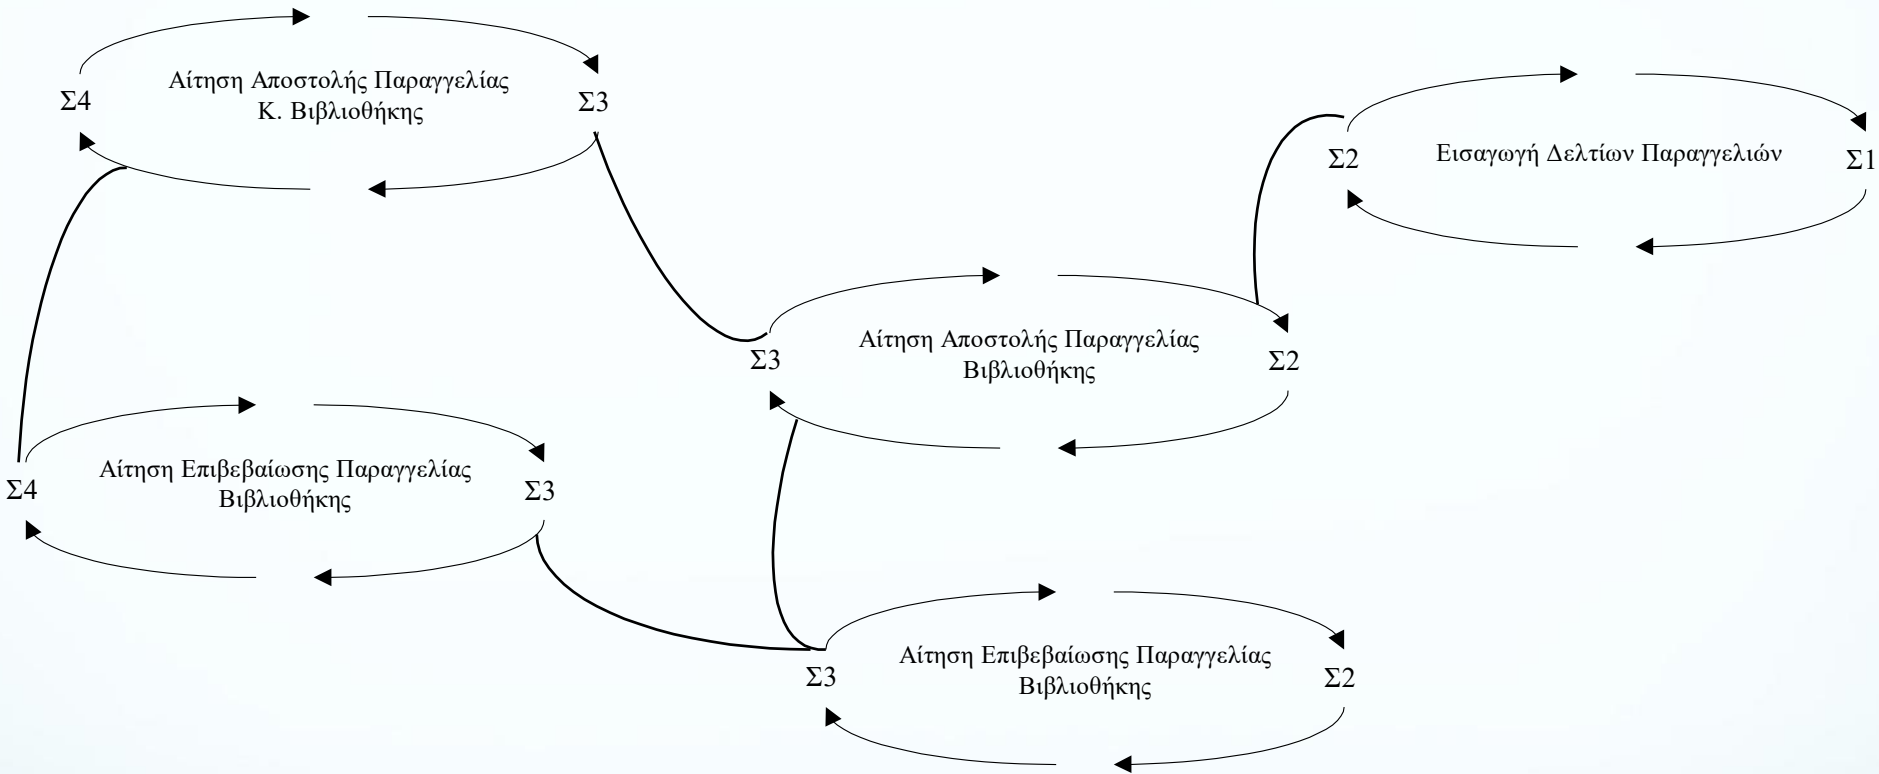 Σ4
Αίτηση Αποστολής Παραγγελίας
Κ. Βιβλιοθήκης
Σ3
Σ2
Εισαγωγή Δελτίων Παραγγελιών
Σ1
Σ3
Αίτηση Αποστολής Παραγγελίας
Βιβλιοθήκης
Σ2
Σ4
Αίτηση Επιβεβαίωσης Παραγγελίας
Βιβλιοθήκης
Σ3
Σ3
Αίτηση Επιβεβαίωσης Παραγγελίας
Βιβλιοθήκης
Σ2